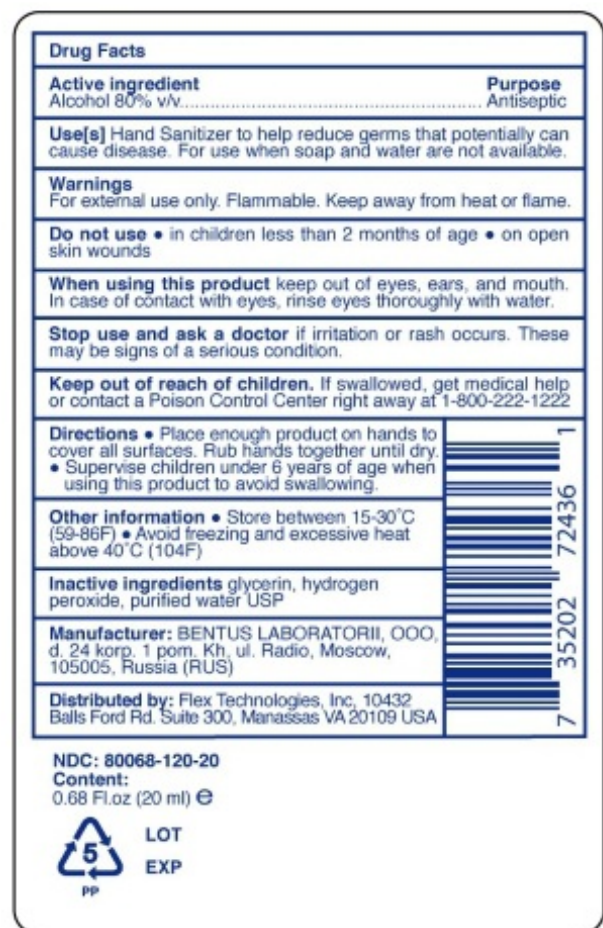 Drug Facts
Active ingredient Purpose
Alcohol 80% v/v................................................................ Antiseptic
Use[s] Hand Sanitizer to help reduce germs that potentially can
cause disease. For use when soap and water are not available.
Warnings
For external use only. Flammable. Keep away from heat or flame.
Do not use • in children less than 2 months of age • on open
skin wounds
When using this product keep out of eyes, ears, and mouth.
In case of contact with eyes, rinse eyes thoroughly with water.
Stop use and ask a doctor if irritation or rash occurs. These
may be signs of a serious condition.
Keep out of reach of children. If swallowed, get medical help
or contact a Poison Control Center right away at 1-800-222-1222
Directions • Place enough product on hands to
cover all surfaces. Rub hands together until dry.
• Supervise children under 6 years of age when
using this product to avoid swallowing.
Other information • Store between 15-30°C
(59-86F) • Avoid freezing and excessive heat
above 40°C (104F)
Inactive ingredients glycerin, hydrogen
peroxide, purified water USP
Manufacturer: BENTUS LABORATORII, OOO,
d. 24 korp. 1 pom. Kh, ul. Radio, Moscow,
105005, Russia (RUS)
Distributed by: Flex Technologies, Inc, 10432
Balls Ford Rd. Suite 300, Manassas VA 20109 USA
7 35202 72436 1
NDC: 80068-120-20
Content:
0.68 Fl.oz (20 ml) ℮
5
PP
LOT
EXP